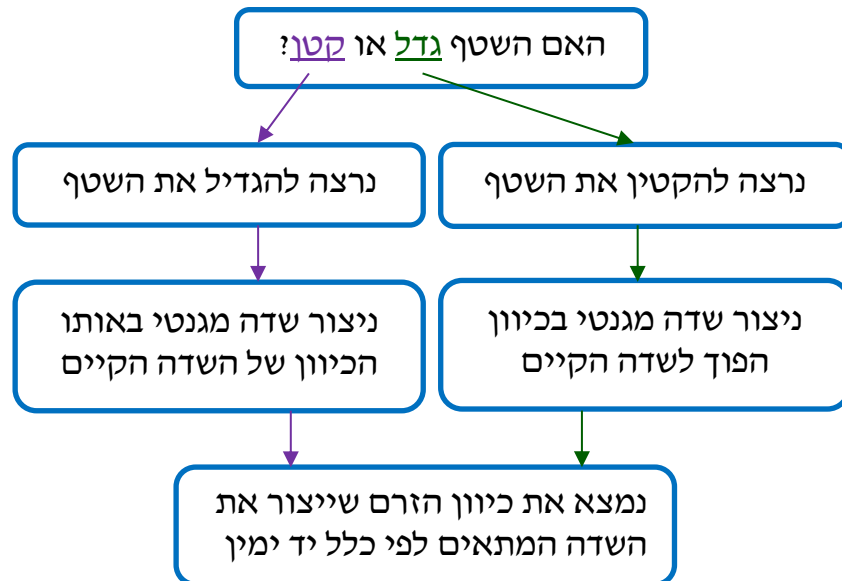 האם השטף גדל או קטן?
נרצה להקטין את השטף
נרצה להגדיל את השטף
ניצור שדה מגנטי בכיוון
הפוך לשדה הקיים
ניצור שדה מגנטי באותו
הכיוון של השדה הקיים
נמצא את כיוון הזרם שייצור את
השדה המתאים לפי כלל יד ימין